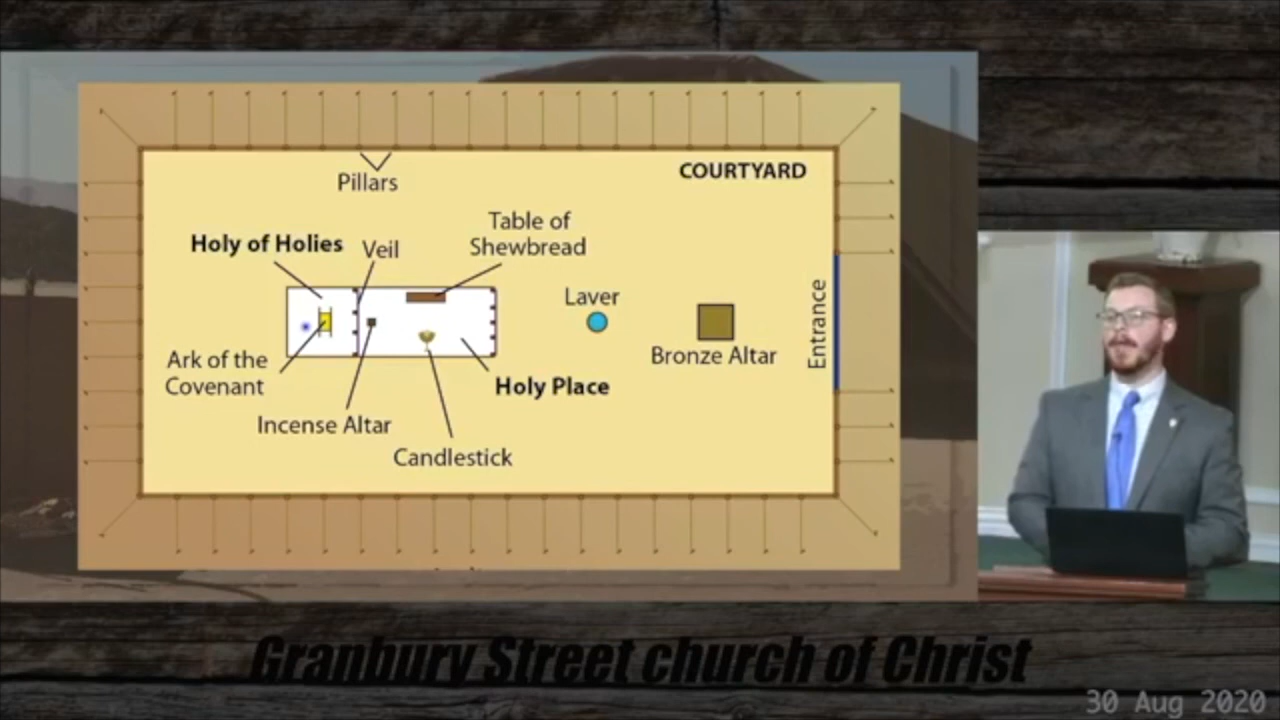 COURTYARD
Pillars
Table of
Shewbread
Holy of Holies
Veil
Laver
Entrance
Bronze Altar
Ark of the
Covenant
Holy Place
Incense Altar
Candlestick
Granbury Street church of Christ
30 Aug 2020